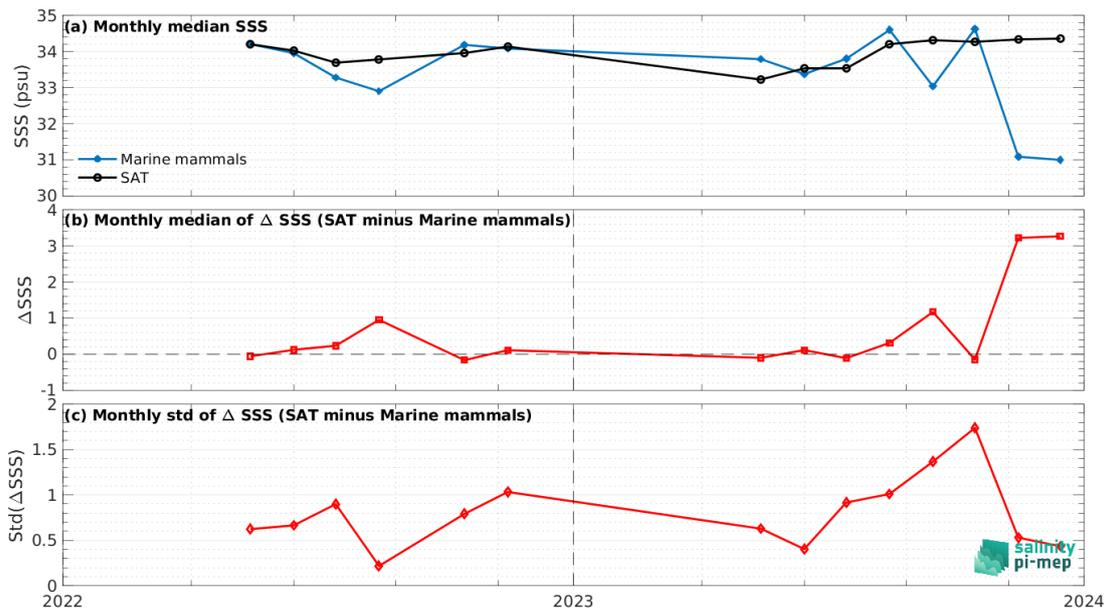 (a) Monthly median SSS
35
34
33
32
31
30
SSS (psu)
Marine mammals
SAT
(b) Monthly median of Δ SSS (SAT minus Marine mammals)
4
3
2
1
0
-1
ΔSSS
(c) Monthly std of Δ SSS (SAT minus Marine mammals)
2
1.5
1
0.5
0
Std(ΔSSS)
2022
2023
2024
salinity
pi-mep